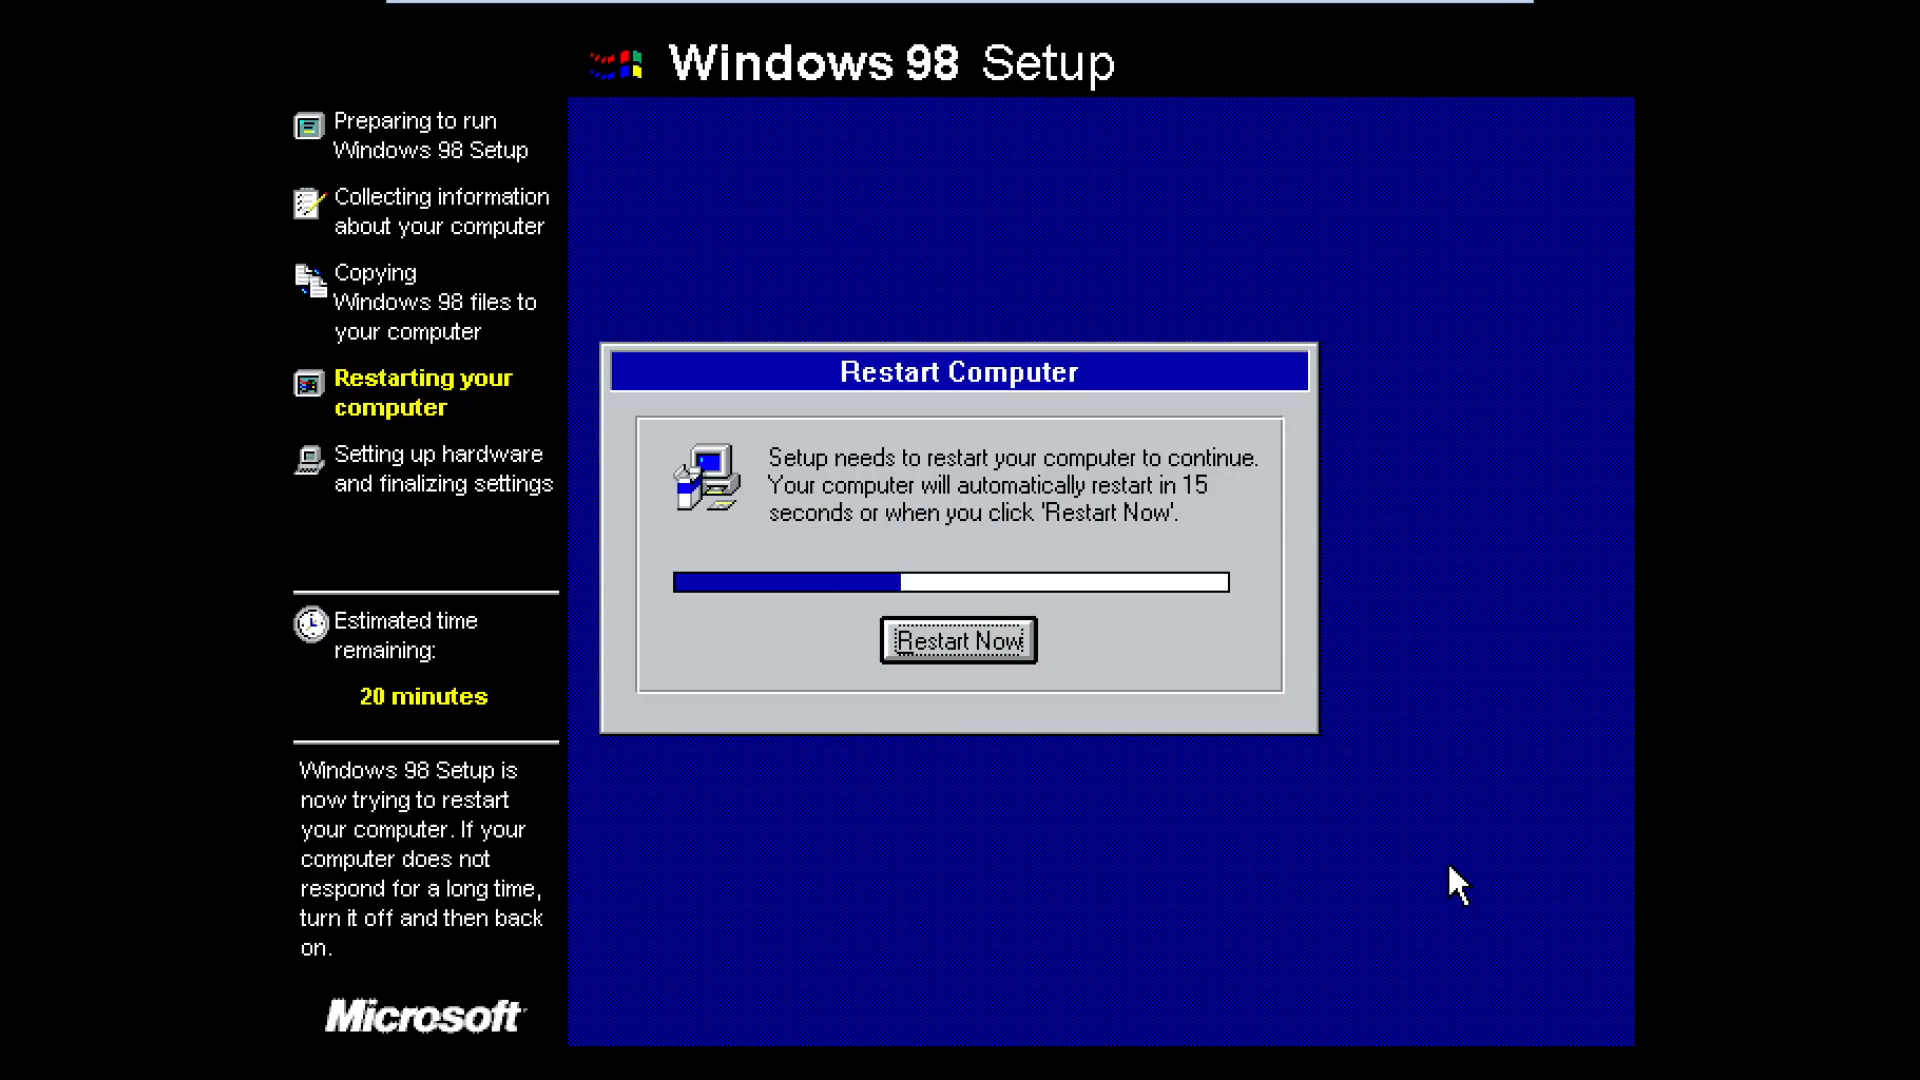 Windows 98 Setup
Preparing to run
Windows 98 Setup
Collecting information
about your computer
Copying
Windows 98 files to
your computer
Restarting your
computer
Setting up hardware
and finalizing settings
Estimated time
remaining:
20 minutes
Windows 98 Setup is
now trying to restart
your computer. If your
computer does not
respond for a long time,
turn it off and then back
on.
Microsoft
Restart Computer
Setup needs to restart your computer to continue.
Your computer will automatically restart in 15
seconds or when you click 'Restart Now'.
Restart Now